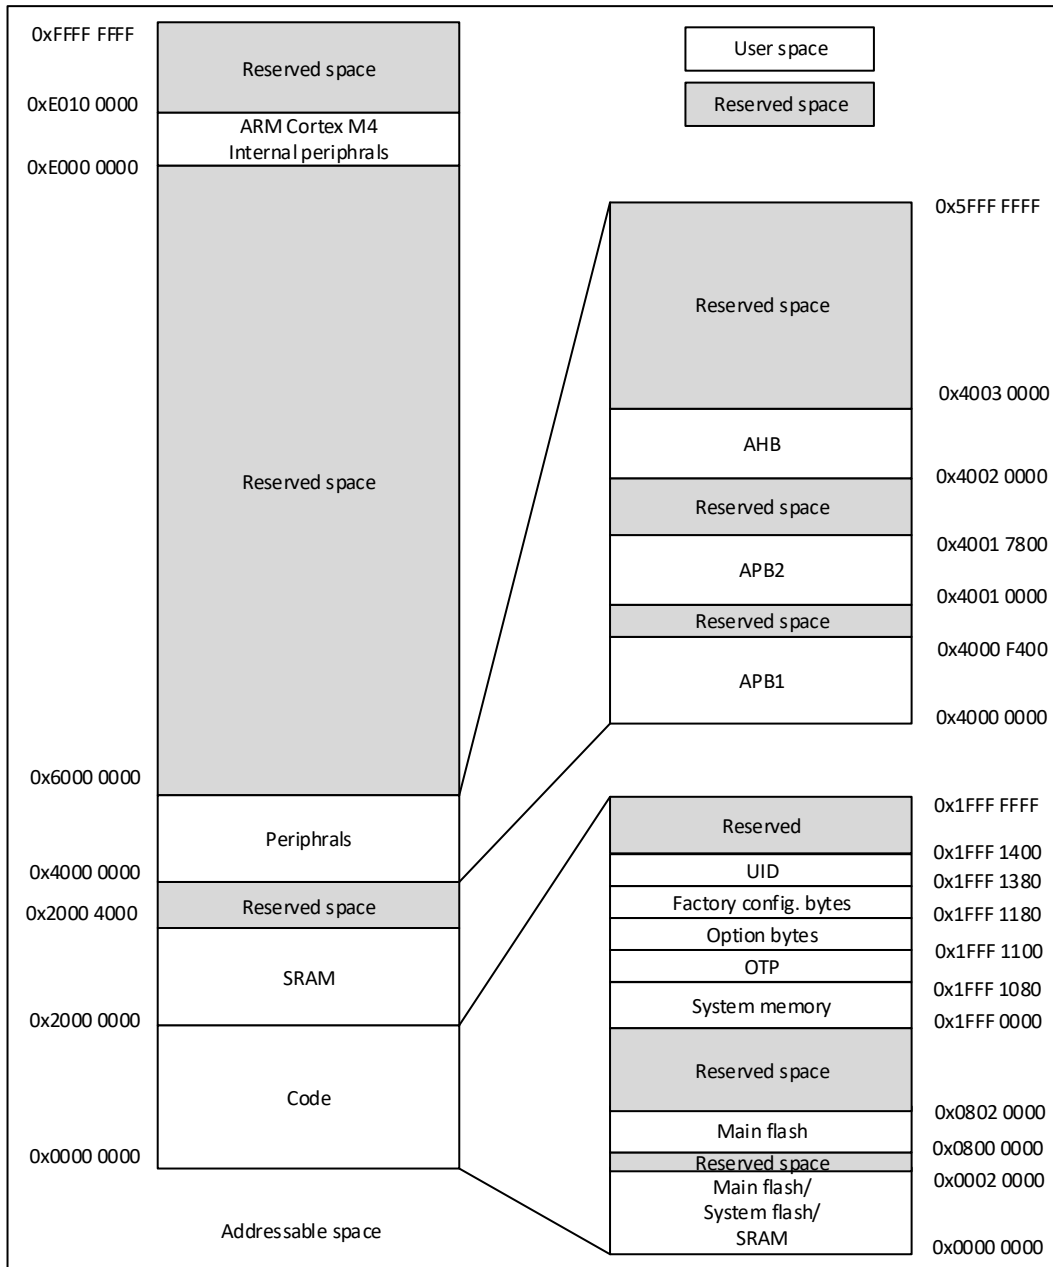 0xFFFF FFFF
Reserved space
0xE010 0000
ARM Cortex M4
Internal periphrals
0xE000 0000
Reserved space
0x6000 0000
Periphrals
0x4000 0000
Reserved space
0x2000 4000
SRAM
0x2000 0000
Code
0x0000 0000
Addressable space
User space
Reserved space
0x5FFF FFFF
Reserved space
0x4003 0000
AHB
0x4002 0000
Reserved space
0x4001 7800
APB2
0x4001 0000
Reserved space
0x4000 F400
APB1
0x4000 0000
0x1FFF FFFF
Reserved
0x1FFF 1400
UID
0x1FFF 1380
Factory config. bytes
0x1FFF 1180
Option bytes
0x1FFF 1100
OTP
0x1FFF 1080
System memory
0x1FFF 0000
Reserved space
0x0802 0000
Main flash
0x0800 0000
Reserved space
0x0002 0000
Main flash/
System flash/
SRAM
0x0000 0000